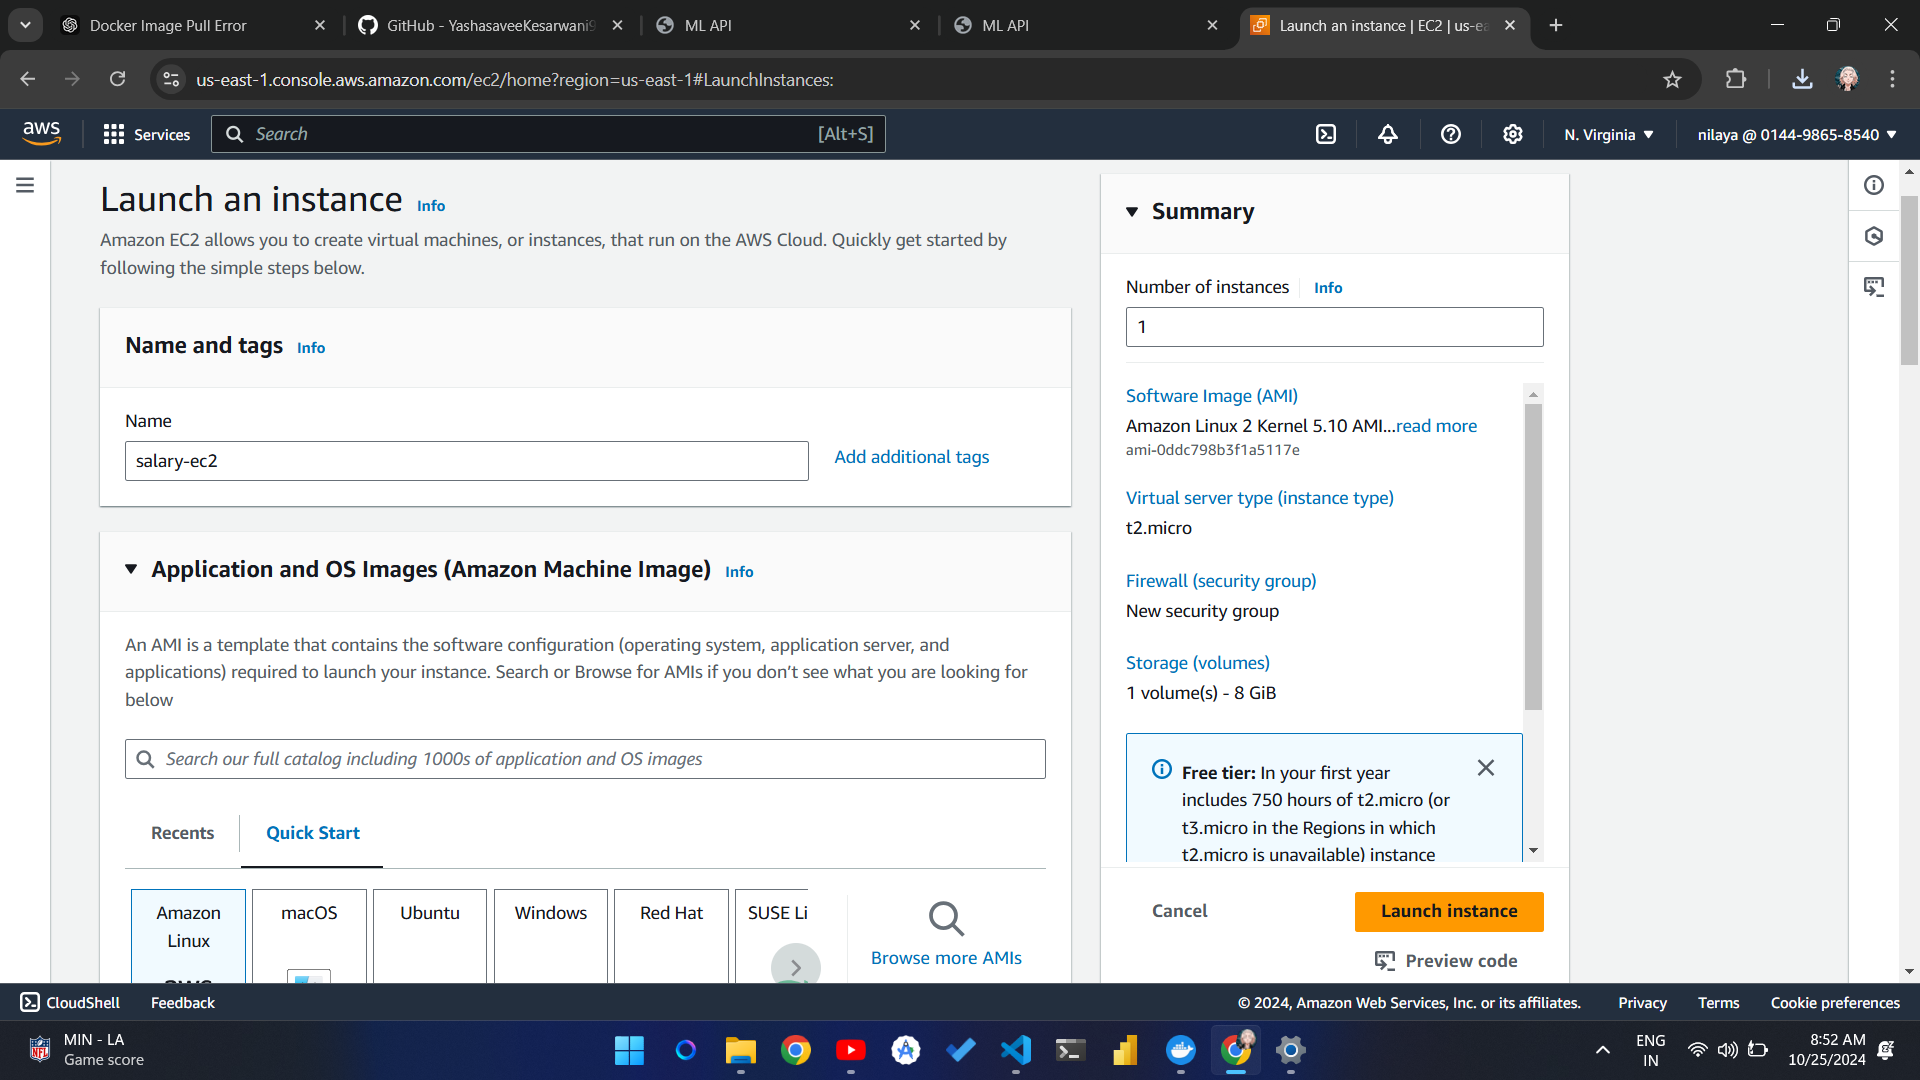 Docker Image Pull Error
GitHub - YashasaveeKesarwani9
ML API
ML API
Launch an instance | EC2 | us-ea
us-east-1.console.aws.amazon.com/ec2/home?region=us-east-1#LaunchInstances:
aws
Services
Search
[Alt+S]
N. Virginia
nilaya @ 0144-9865-8540
Launch an instance Info
Amazon EC2 allows you to create virtual machines, or instances, that run on the AWS Cloud. Quickly get started by
following the simple steps below.
Name and tags Info
Name
salary-ec2
Add additional tags
Application and OS Images (Amazon Machine Image) Info
An AMI is a template that contains the software configuration (operating system, application server, and
applications) required to launch your instance. Search or Browse for AMIs if you don’t see what you are looking for
below
Search our full catalog including 1000s of application and OS images
Recents
Quick Start
Amazon
Linux
aws
macOS
Ubuntu
Windows
Red Hat
SUSE Li
Browse more AMIs
Summary
Number of instances Info
1
Software Image (AMI)
Amazon Linux 2 Kernel 5.10 AMI...read more
ami-0ddc798b3f1a5117e
Virtual server type (instance type)
t2.micro
Firewall (security group)
New security group
Storage (volumes)
1 volume(s) - 8 GiB
Free tier: In your first year
includes 750 hours of t2.micro (or
t3.micro in the Regions in which
t2.micro is unavailable) instance
Cancel
Launch instance
Preview code
CloudShell
Feedback
© 2024, Amazon Web Services, Inc. or its affiliates.
Privacy
Terms
Cookie preferences
MIN - LA
Game score
ENG
IN
8:52 AM
10/25/2024